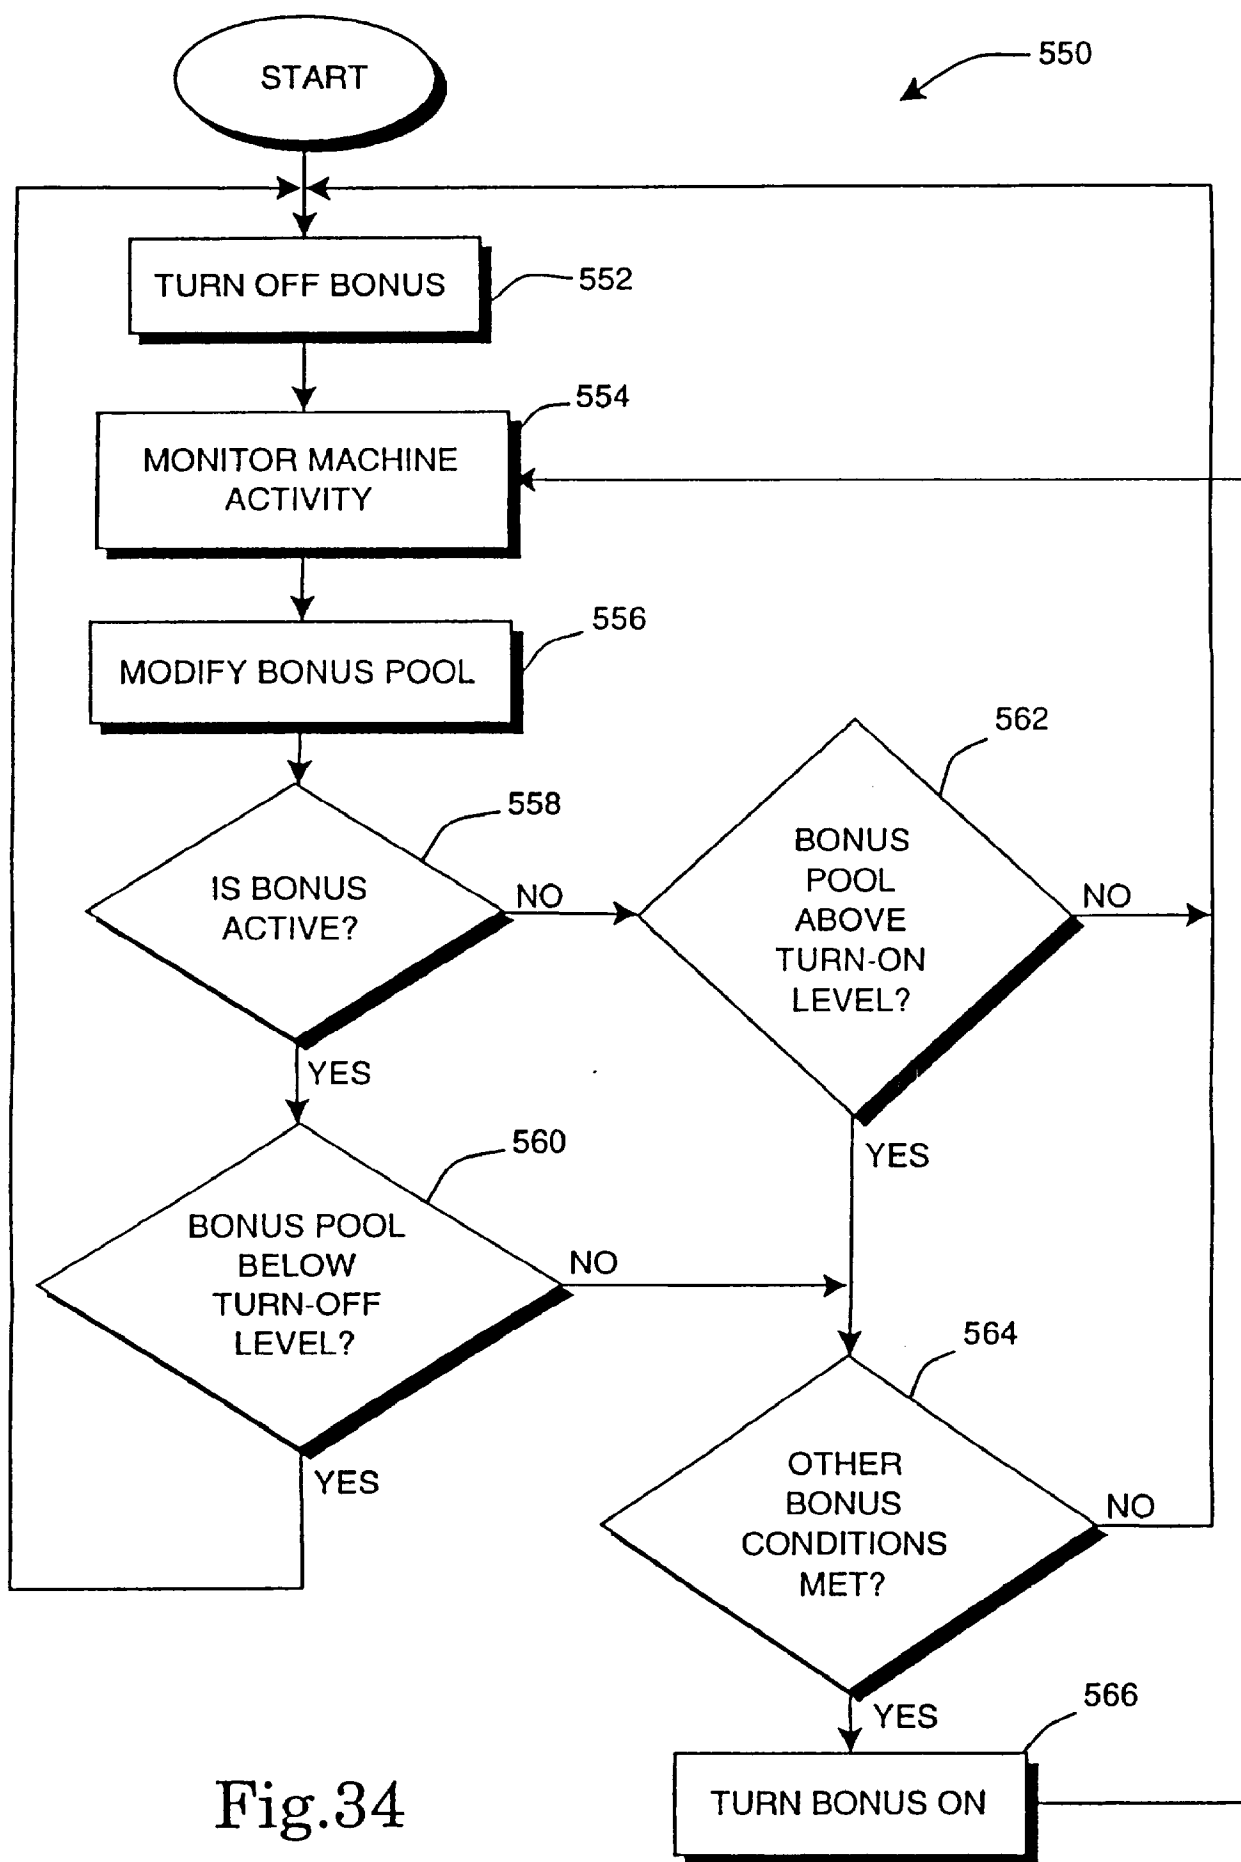 START
550
TURN OFF BONUS
552
554
MONITOR MACHINE
ACTIVITY
556
MODIFY BONUS POOL
558
IS BONUS
ACTIVE?
NO
YES
562
BONUS
POOL
ABOVE
TURN-ON
LEVEL?
NO
YES
560
BONUS POOL
BELOW
TURN-OFF
LEVEL?
NO
YES
564
OTHER
BONUS
CONDITIONS
MET?
NO
YES
566
TURN BONUS ON
Fig.34